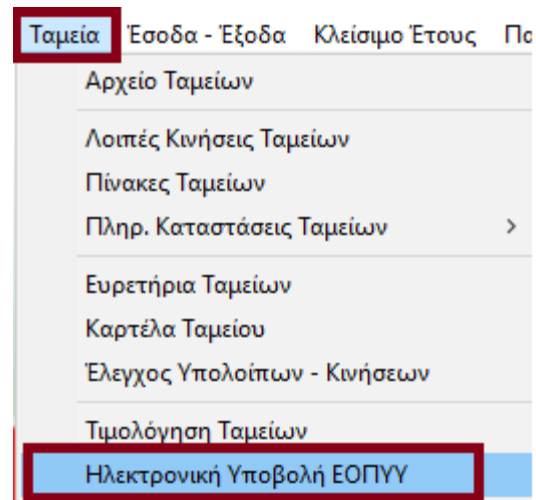 Ταμεία Έσοδα - Έξοδα Κλείσιμο Έτους
Αρχείο Ταμείων
Λοιπές Κινήσεις Ταμείων
Πίνακες Ταμείων
Πληρ. Καταστάσεις Ταμείων >
Ευρετήρια Ταμείων
Καρτέλα Ταμείου
Έλεγχος Υπολοίπων - Κινήσεων
Τιμολόγηση Ταμείων
Ηλεκτρονική Υποβολή ΕΟΠΥΥ